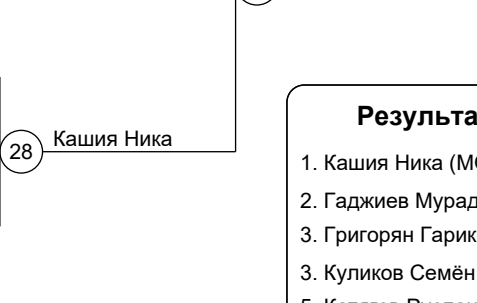 28
Кашия Ника
Результа
1. Кашия Ника (М
2. Гаджиев Мурад
3. Григорян Гарик
3. Куликов Семён